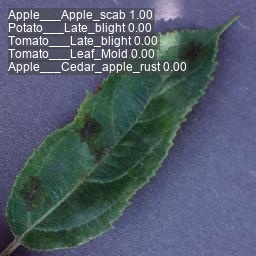 Apple___Apple_scab 1.00
Potato___Late_blight 0.00
Tomato___Late_blight 0.00
Tomato___Leaf_Mold 0.00
Apple___Cedar_apple_rust 0.00